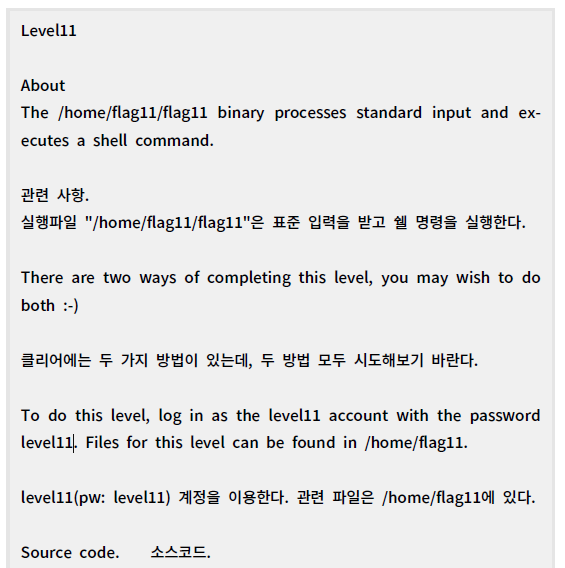 Level11
About
The /home/flag11/flag11 binary processes standard input and ex-
ecutes a shell command.
관련 사항.
실행파일 "/home/flag11/flag11"은 표준 입력을 받고 쉘 명령을 실행한다.
There are two ways of completing this level, you may wish to do
both :-)
클리어에는 두 가지 방법이 있는데, 두 방법 모두 시도해보기 바란다.
To do this level, log in as the level11 account with the password
level11. Files for this level can be found in /home/flag11.
level11(pw: level11) 계정을 이용한다. 관련 파일은 /home/flag11에 있다.
Source code. 소스코드.